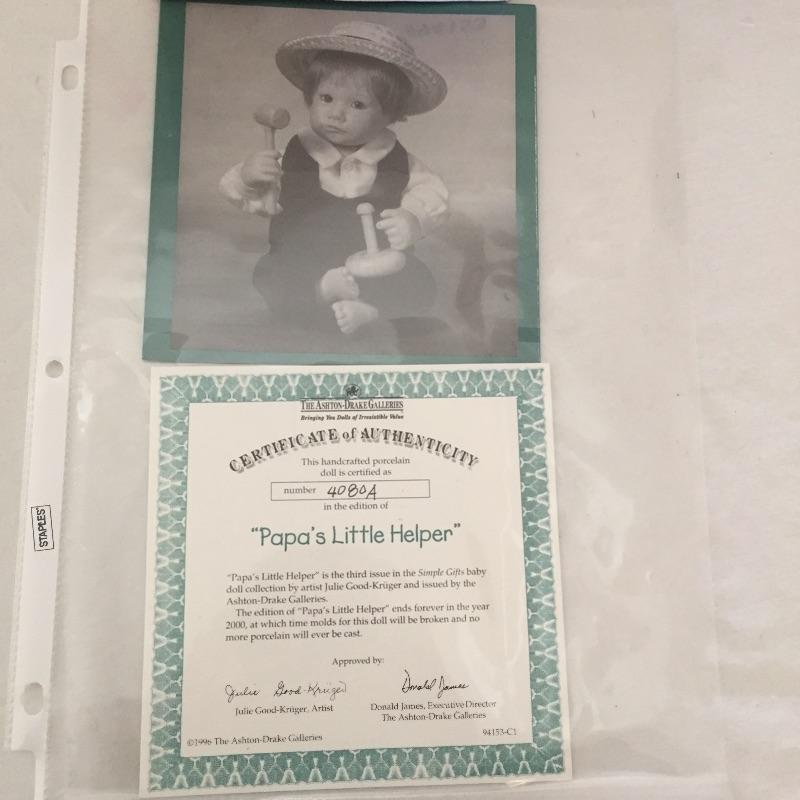 THE ASHTON-DRAKE GALLERIES
Bringing You Dolls of Irresistible Value
CERTIFICATE of AUTHENTICITY
This handcrafted porcelain
doll is certified as
number 4080A
in the edition of
"Papa's Little Helper"
"Papa's Little Helper" is the third issue in the Simple Gifts baby
doll collection by artist Julie Good-Krüger and issued by the
Ashton-Drake Galleries.
The edition of "Papa's Little Helper" ends forever in the year
2000, at which time molds for this doll will be broken and no
more porcelain will ever be cast.
Approved by:
Julie Good-Krüger
Donald James
Julie Good-Krüger, Artist
Donald James, Executive Director
The Ashton-Drake Galleries
©1996 The Ashton-Drake Galleries
94153-C1
STAPLES